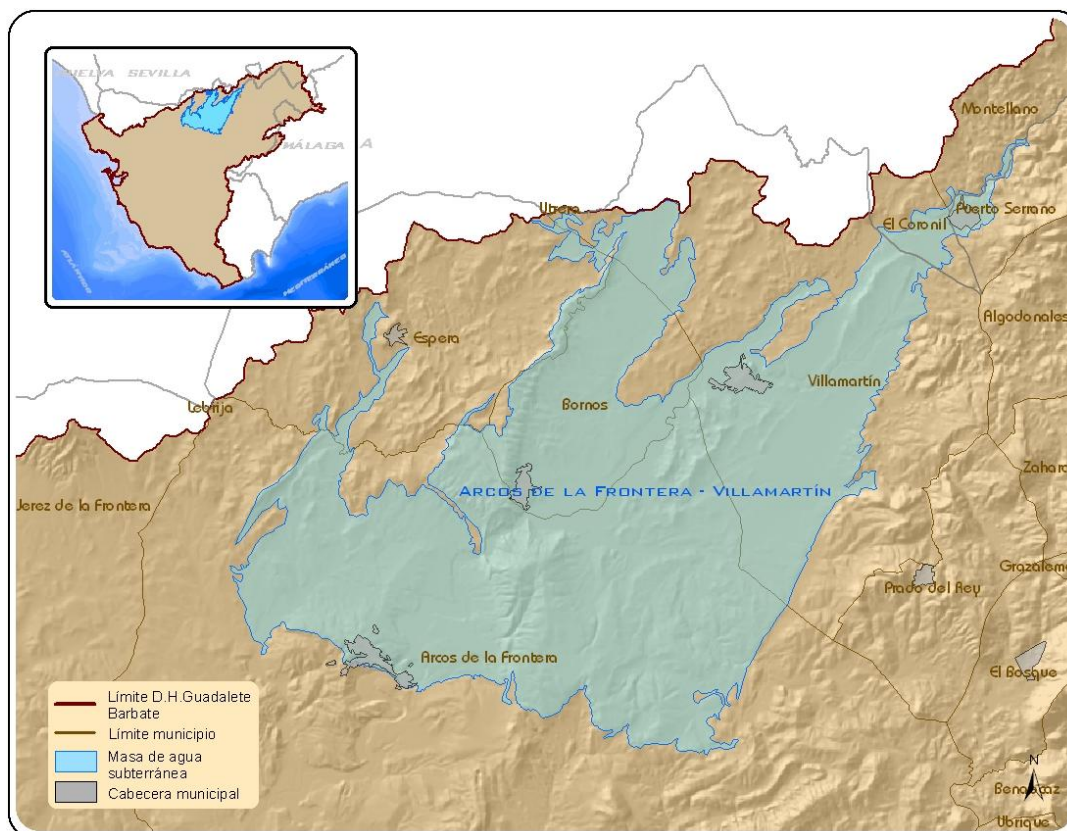 SEVILLA
MÁLAGA
ATLÁNTICO
MEDITERRÁNEO
Montellano
Utrera
El Coronil
Puerto Serrano
Algodonales
Espera
Villamartín
Lebrija
Bornos
Zahara
ARCOS DE LA FRONTERA - VILLAMARTÍN
Jerez de la Frontera
Grazalema
Prado del Rey
Arcos de la Frontera
El Bosque
Límite D.H.Guadalete
Barbate
Límite municipio
Masa de agua
subterránea
Cabecera municipal
N
Benaocaz
Ubrique